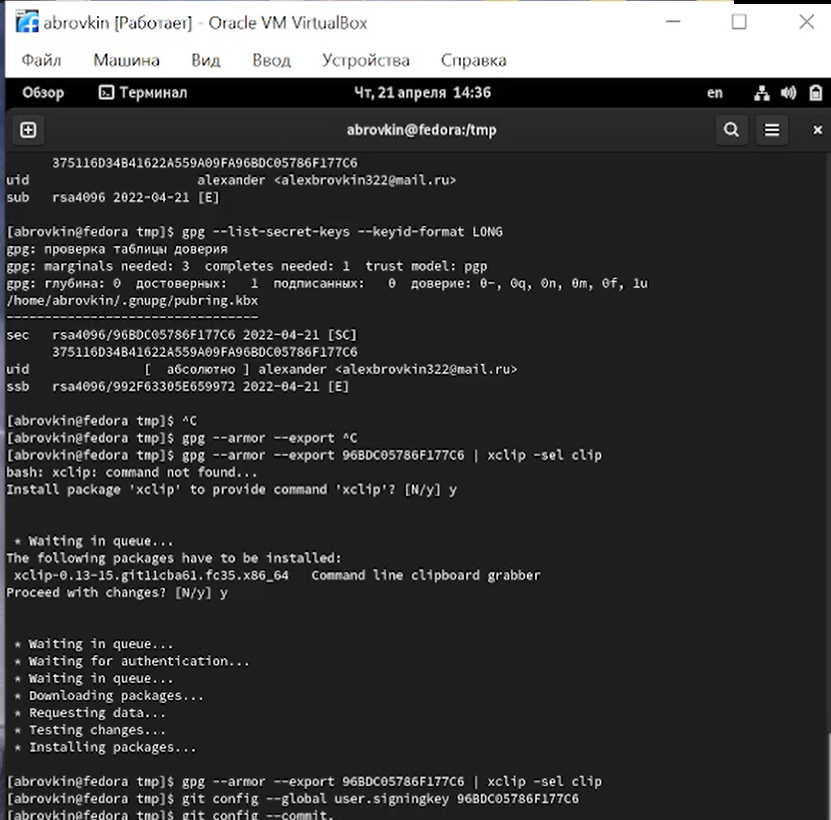 abrovkin [Работает] - Oracle VM VirtualBox
Файл Машина Вид Ввод Устройства Справка
Обзор Терминал Чт, 21 апреля 14:36 en
abrovkin@fedora:/tmp
375116D34B41622A559A09FA96BDC05786F177C6
uid alexander <alexbrovkin322@mail.ru>
sub rsa4096 2022-04-21 [E]
[abrovkin@fedora tmp]$ gpg --list-secret-keys --keyid-format LONG
gpg: проверка таблицы доверия
gpg: marginals needed: 3 completes needed: 1 trust model: pgp
gpg: глубина: 0 достоверных: 1 подписанных: 0 доверие: 0-, 0q, 0n, 0m, 0f, 1u
/home/abrovkin/.gnupg/pubring.kbx
---------------------------------
sec rsa4096/96BDC05786F177C6 2022-04-21 [SC]
375116D34B41622A559A09FA96BDC05786F177C6
uid [ абсолютно ] alexander <alexbrovkin322@mail.ru>
ssb rsa4096/992F63305E659972 2022-04-21 [E]
[abrovkin@fedora tmp]$ ^C
[abrovkin@fedora tmp]$ gpg --armor --export ^C
[abrovkin@fedora tmp]$ gpg --armor --export 96BDC05786F177C6 | xclip -sel clip
bash: xclip: command not found...
Install package 'xclip' to provide command 'xclip'? [N/y] y
* Waiting in queue...
The following packages have to be installed:
xclip-0.13-15.git11cba61.fc35.x86_64 Command line clipboard grabber
Proceed with changes? [N/y] y
* Waiting in queue...
* Waiting for authentication...
* Waiting in queue...
* Downloading packages...
* Requesting data...
* Testing changes...
* Installing packages...
[abrovkin@fedora tmp]$ gpg --armor --export 96BDC05786F177C6 | xclip -sel clip
[abrovkin@fedora tmp]$ git config --global user.signingkey 96BDC05786F177C6
[abrovkin@fedora tmp]$ git config --commit.